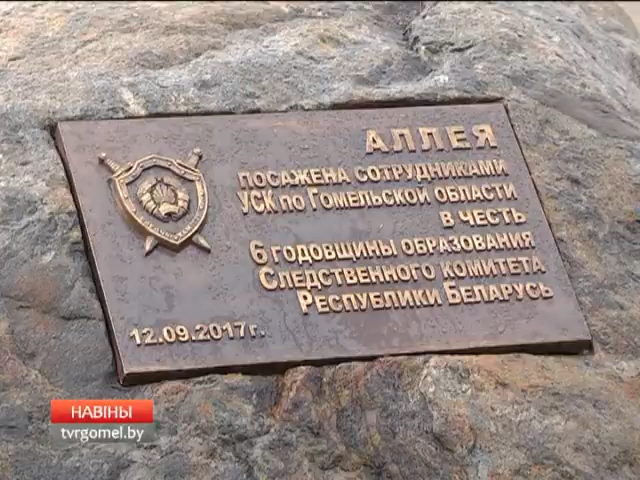 АЛЛЕЯ
ПОСАЖЕНА СОТРУДНИКАМИ
УСК ПО ГОМЕЛЬСКОЙ ОБЛАСТИ
В ЧЕСТЬ
6 ГОДОВЩИНЫ ОБРАЗОВАНИЯ
СЛЕДСТВЕННОГО КОМИТЕТА
РЕСПУБЛИКИ БЕЛАРУСЬ
12.09.2017г.
НАВІНЫ
tvrgomel.by